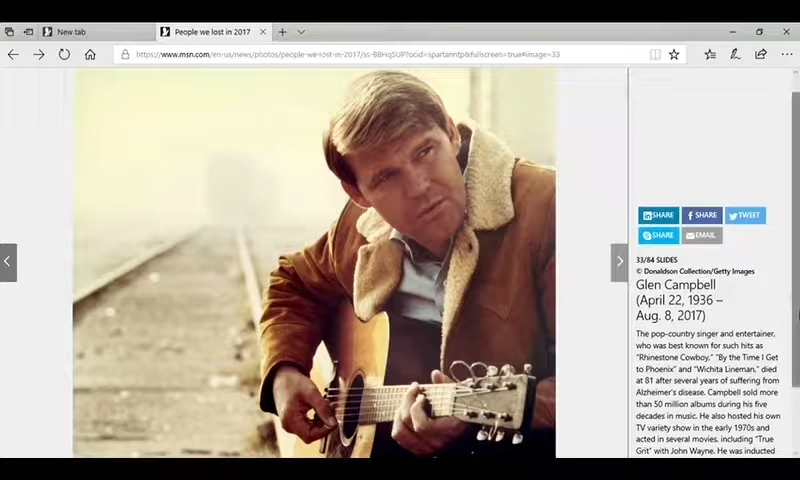 New tab
People we lost in 2017
https://www.msn.com/en-us/news/photos/people-we-lost-in-2017/ss-BBHq5UP?ocid=spartanntp&fullscreen=true#image=33
SHARE
SHARE
TWEET
SHARE
EMAIL
33/84 SLIDES
© Donaldson Collection/Getty Images
Glen Campbell
(April 22, 1936 –
Aug. 8, 2017)
The pop-country singer and entertainer,
who was best known for such hits as
"Rhinestone Cowboy," "By the Time I Get
to Phoenix" and "Wichita Lineman," died
at 81 after several years of suffering from
Alzheimer's disease. Campbell sold more
than 50 million albums during his five
decades in music. He also hosted his own
TV variety show in the early 1970s and
acted in several movies, including "True
Grit" with John Wayne. He was inducted